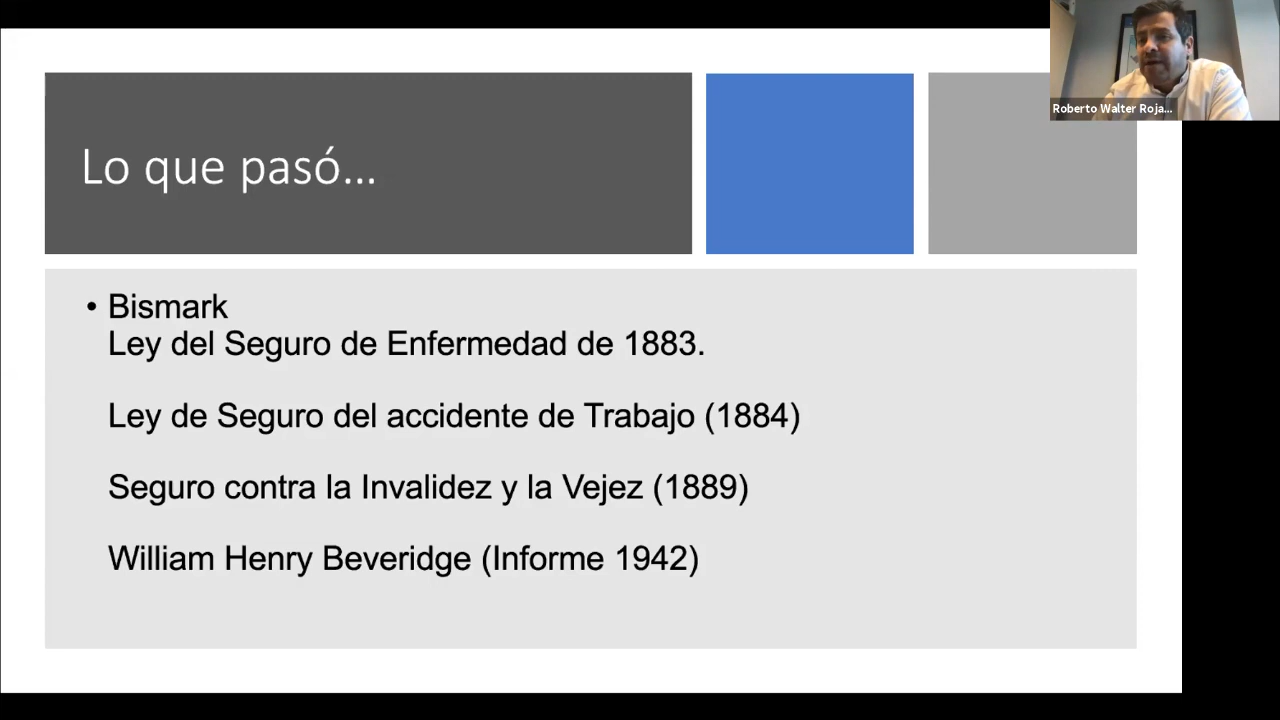 Lo que pasó...
• Bismark
Ley del Seguro de Enfermedad de 1883.
Ley de Seguro del accidente de Trabajo (1884)
Seguro contra la Invalidez y la Vejez (1889)
William Henry Beveridge (Informe 1942)
Roberto Walter Roja...